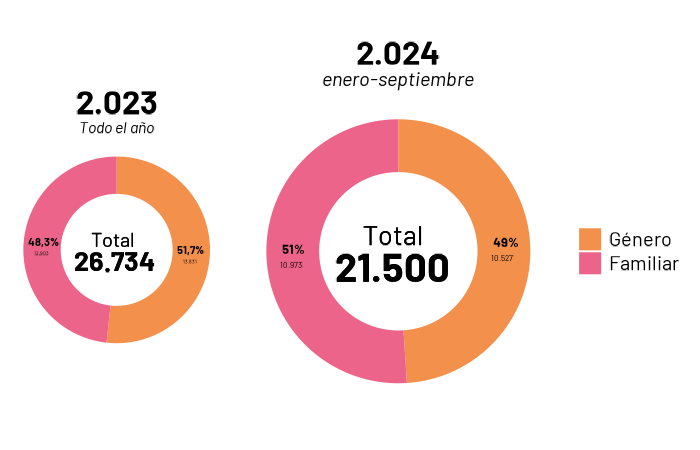 2.023
Todo el año
48,3%
51,7%
Total
26.734
2.024
enero-septiembre
51%
10.973
49%
10.527
Total
21.500
Género
Familiar